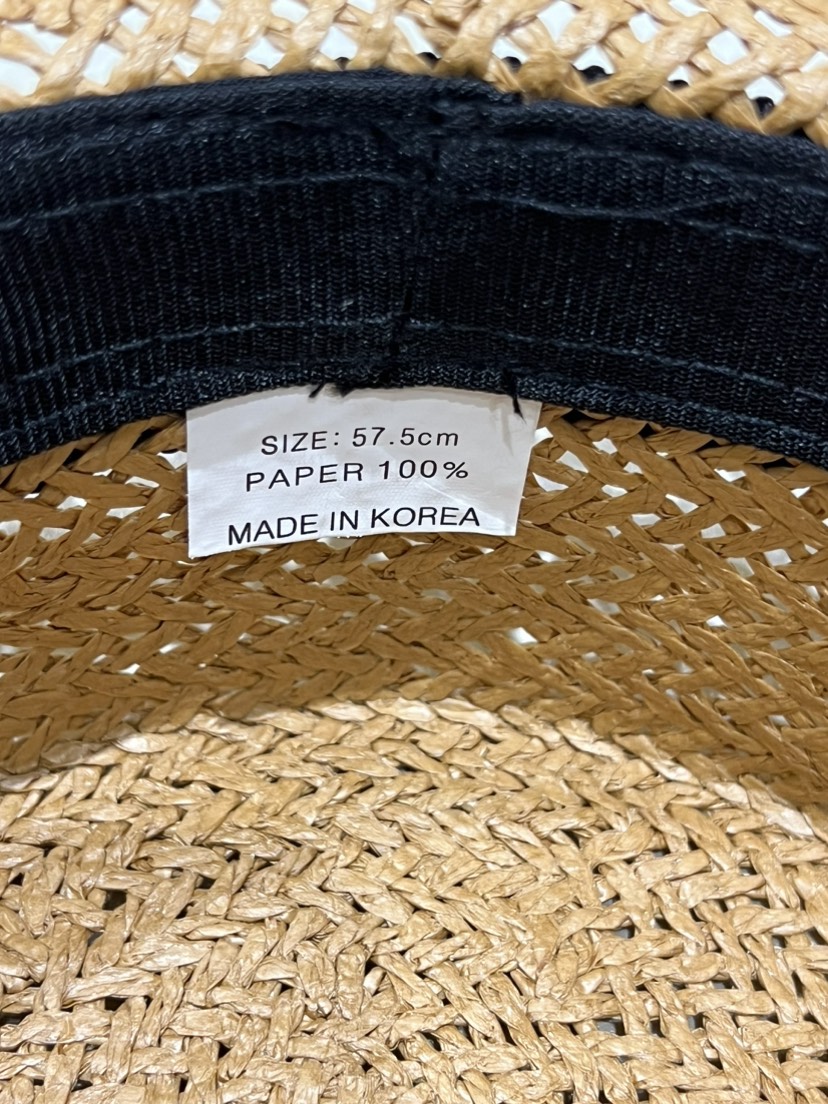 SIZE: 57.5cm
PAPER 100%
MADE IN KOREA